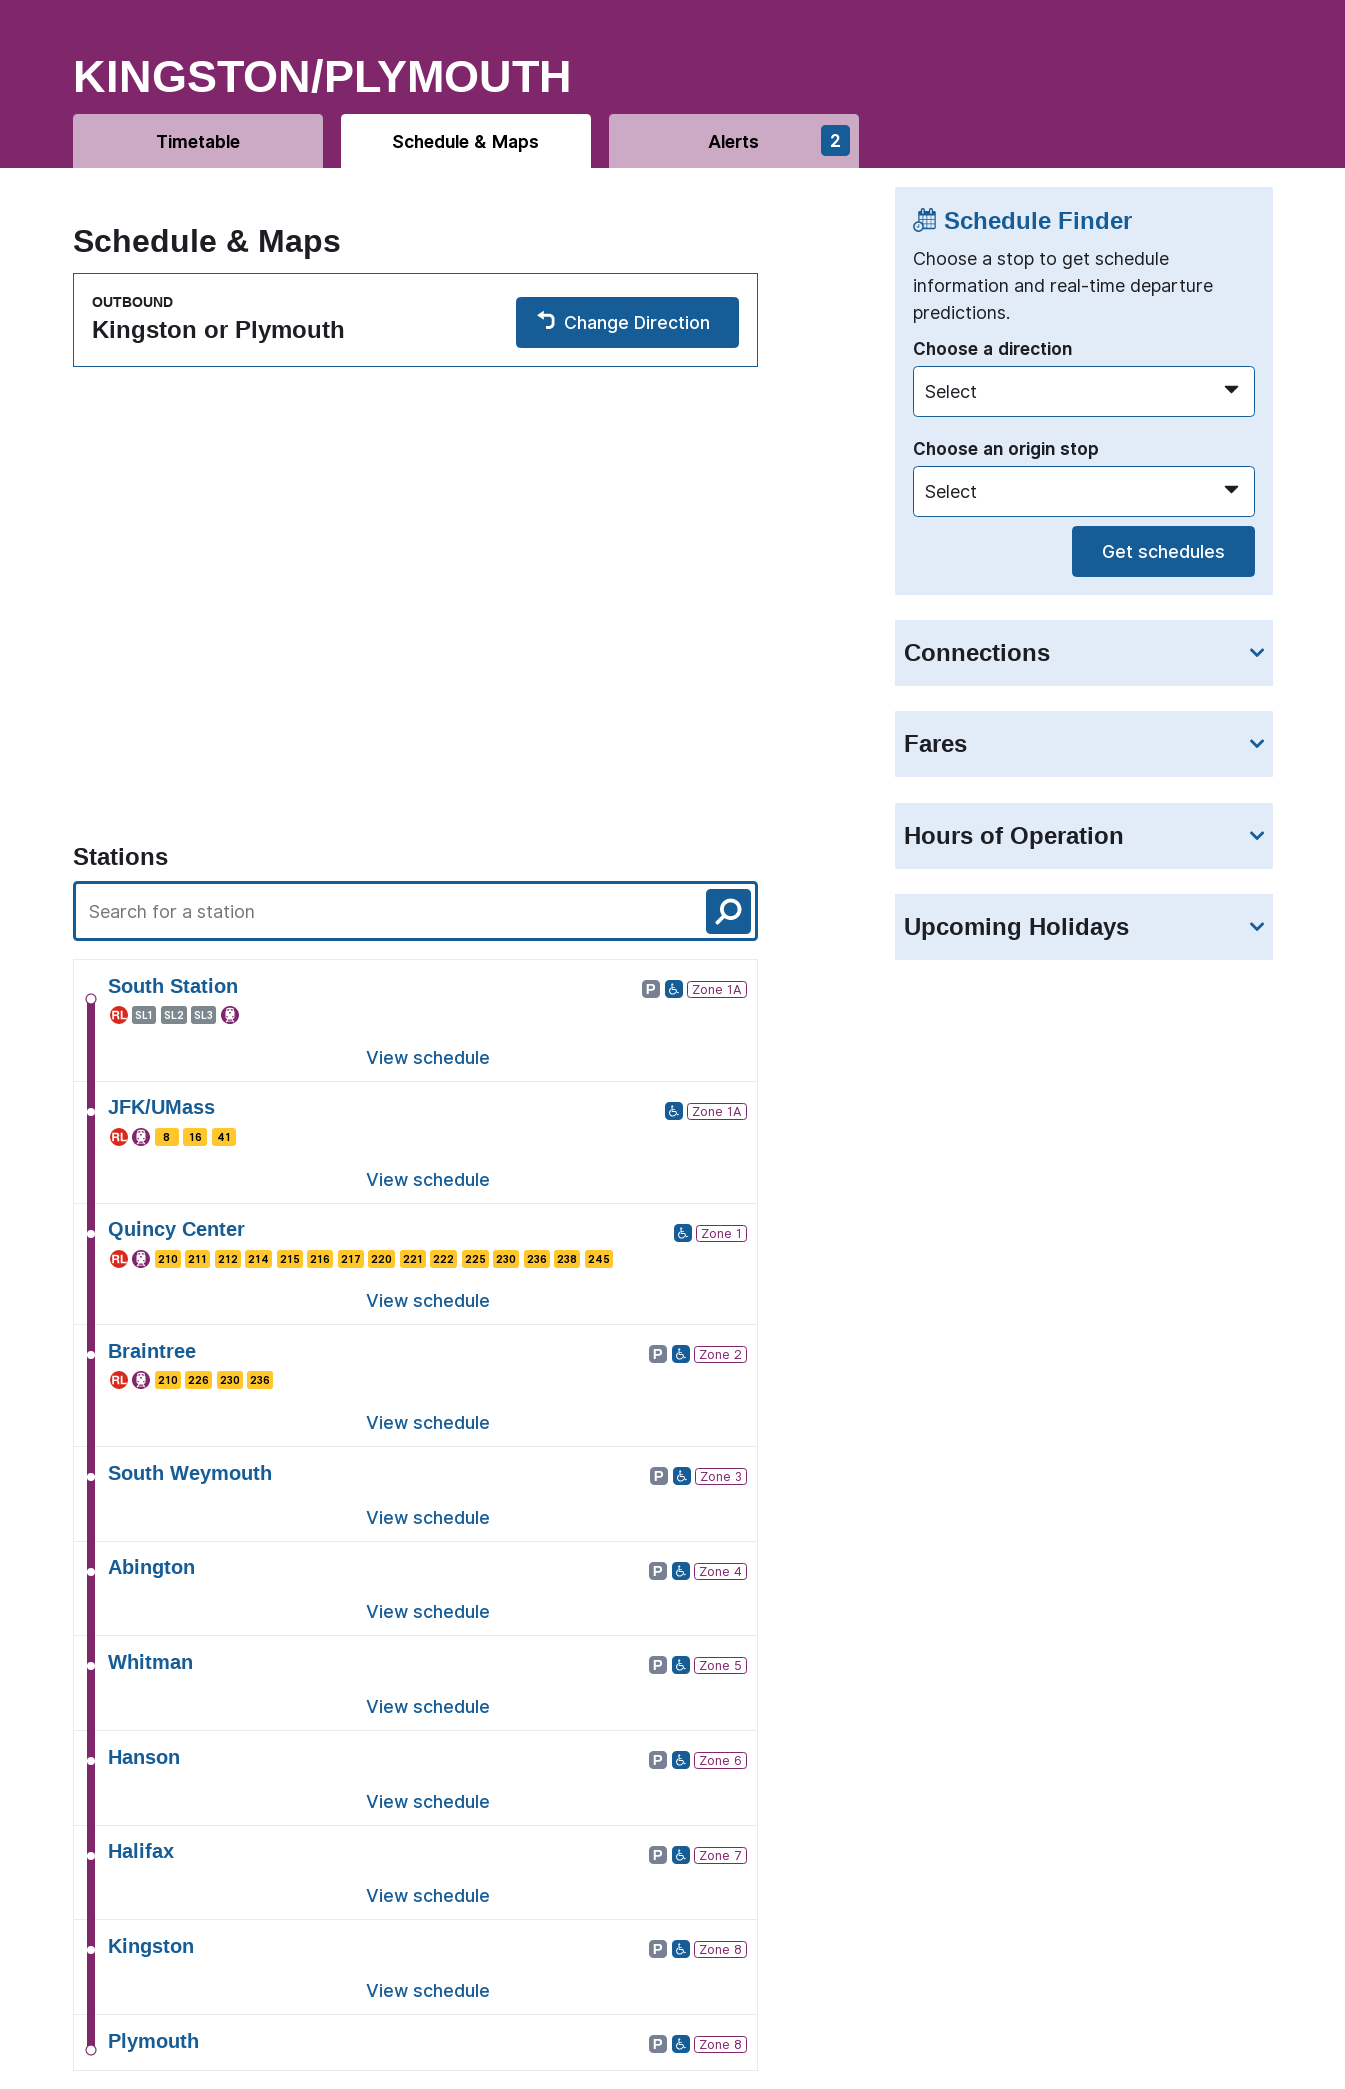 KINGSTON/PLYMOUTH
Timetable
Schedule & Maps
Alerts
2
Schedule & Maps
OUTBOUND
Kingston or Plymouth
Change Direction
Schedule Finder
Choose a stop to get schedule
information and real-time departure
predictions.
Choose a direction
Select
Choose an origin stop
Select
Get schedules
Connections
Fares
Hours of Operation
Upcoming Holidays
Stations
Search for a station
South Station
P Zone 1A
RL SL1 SL2 SL3
View schedule
JFK/UMass
Zone 1A
RL 8 16 41
View schedule
Quincy Center
Zone 1
RL 210 211 212 214 215 216 217 220 221 222 225 230 236 238 245
View schedule
Braintree
P Zone 2
RL 210 226 230 236
View schedule
South Weymouth
P Zone 3
View schedule
Abington
P Zone 4
View schedule
Whitman
P Zone 5
View schedule
Hanson
P Zone 6
View schedule
Halifax
P Zone 7
View schedule
Kingston
P Zone 8
View schedule
Plymouth
P Zone 8